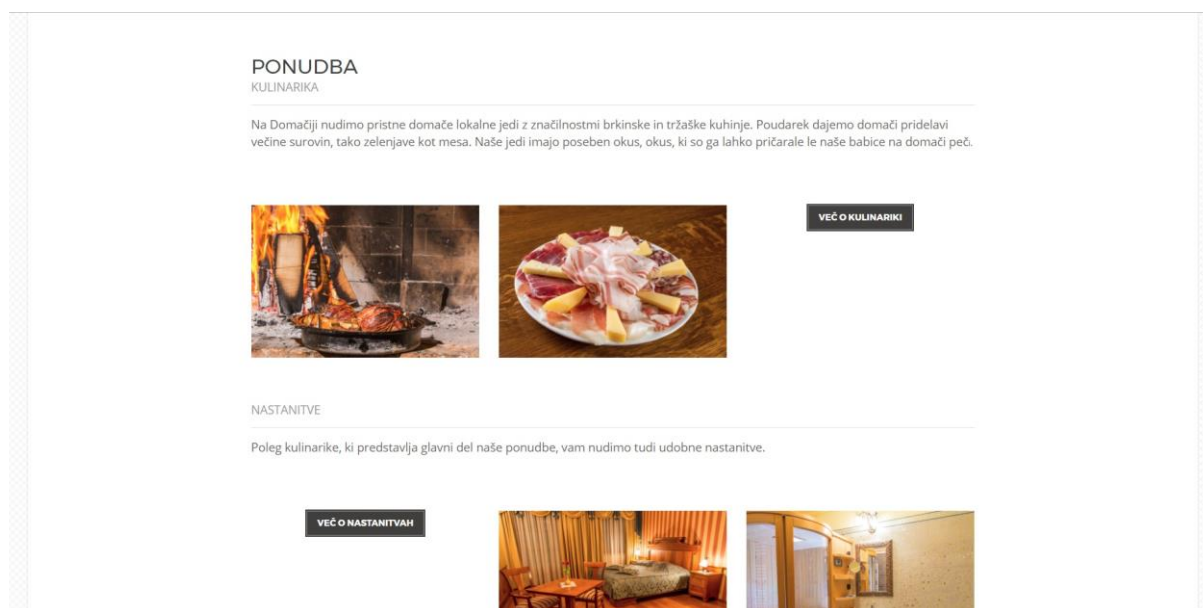 PONUDBA
KULINARIKA
Na Domačiji nudimo pristne domače lokalne jedi z značilnostmi brkinske in tržaške kuhinje. Poudarek dajemo domači pridelavi
večine surovin, tako zelenjave kot mesa. Naše jedi imajo poseben okus, okus, ki so ga lahko pričarale le naše babice na domači peči.
VEČ O KULINARIKI
NASTANITVE
Poleg kulinarike, ki predstavlja glavni del naše ponudbe, vam nudimo tudi udobne nastanitve.
VEČ O NASTANITVAH